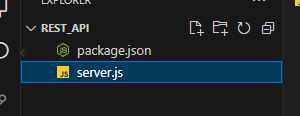 EXPLORER
REST_API
package.json
JS server.js